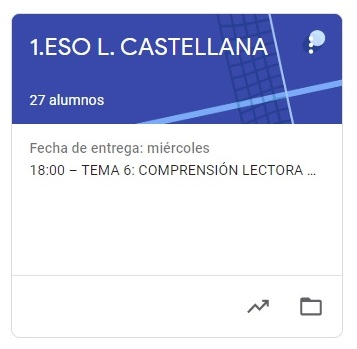 1.ESO L. CASTELLANA
27 alumnos
Fecha de entrega: miércoles
18:00 – TEMA 6: COMPRENSIÓN LECTORA ...